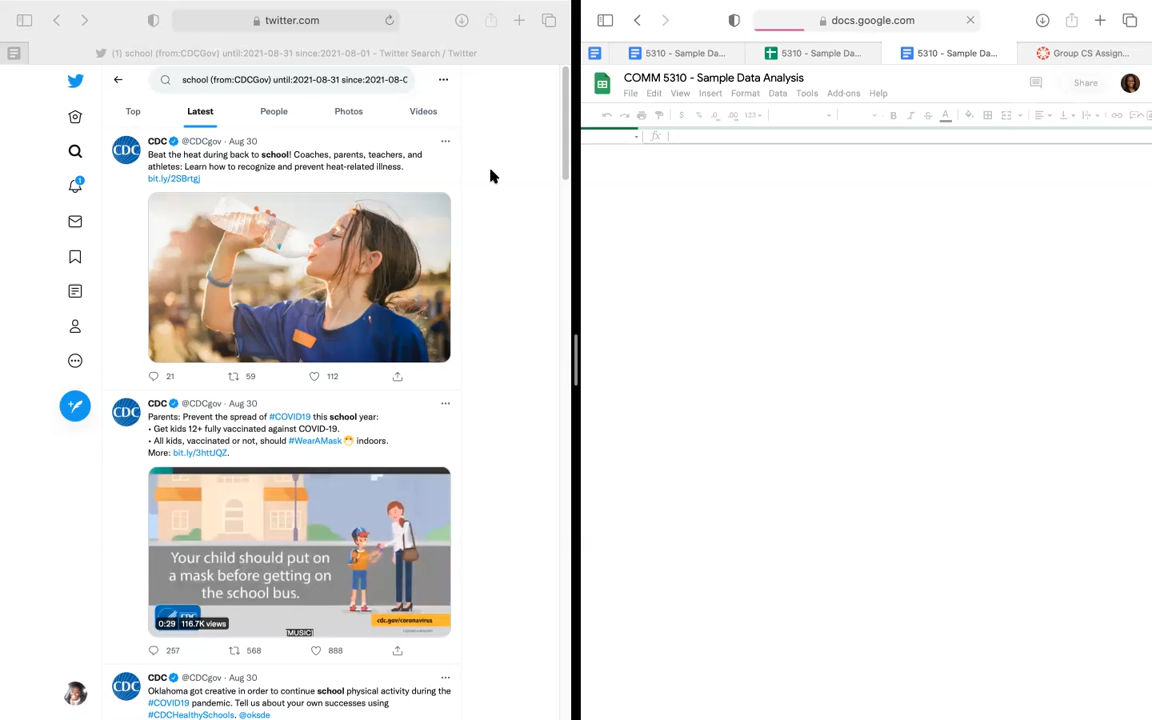 twitter.com
(1) school (from:CDCGov) until:2021-08-31 since:2021-08-01 - Twitter Search / Twitter
school (from:CDCGov) until:2021-08-31 since:2021-08-0
Top Latest People Photos Videos
CDC @CDCgov · Aug 30
Beat the heat during back to school! Coaches, parents, teachers, and
athletes: Learn how to recognize and prevent heat-related illness.
bit.ly/2SBrtgj
21 59 112
CDC @CDCgov · Aug 30
Parents: Prevent the spread of #COVID19 this school year:
• Get kids 12+ fully vaccinated against COVID-19.
• All kids, vaccinated or not, should #WearAMask 😷 indoors.
More: bit.ly/3httJQZ.
Your child should put on
a mask before getting on
the school bus.
0:29 116.7K views
cdc.gov/coronavirus
[MUSIC]
257 568 888
CDC @CDCgov · Aug 30
Oklahoma got creative in order to continue school physical activity during the
#COVID19 pandemic. Tell us about your own successes using
#CDCHealthySchools. @oksde
docs.google.com
5310 - Sample Da... 5310 - Sample Da... 5310 - Sample Da... Group CS Assign...
COMM 5310 - Sample Data Analysis
File Edit View Insert Format Data Tools Add-ons Help
Share
$ % .0 .00 123 B I S A
fx